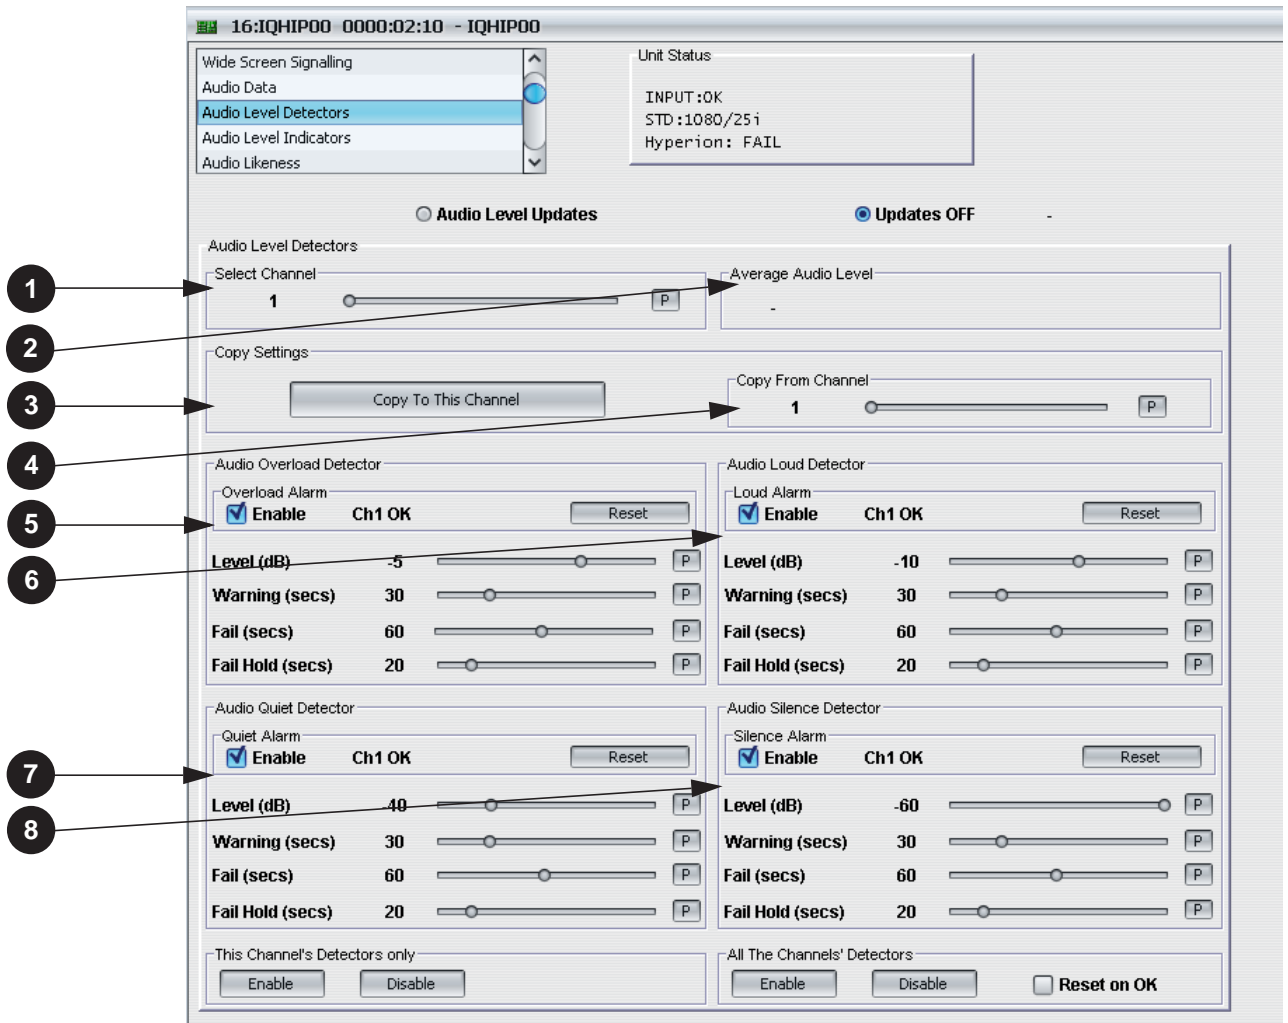 16:IQHIP00 0000:02:10 - IQHIP00
Wide Screen Signalling
Audio Data
Audio Level Detectors
Audio Level Indicators
Audio Likeness
Unit Status
INPUT:OK
STD:1080/25i
Hyperion: FAIL
Audio Level Updates
Updates OFF -
Audio Level Detectors
1
Select Channel
1 P
2
Average Audio Level
-
Copy Settings
3
Copy To This Channel
4
Copy From Channel
1 P
Audio Overload Detector
5
Overload Alarm
Enable Ch1 OK Reset
Level (dB) -5 P
Warning (secs) 30 P
Fail (secs) 60 P
Fail Hold (secs) 20 P
6
Audio Loud Detector
Loud Alarm
Enable Ch1 OK Reset
Level (dB) -10 P
Warning (secs) 30 P
Fail (secs) 60 P
Fail Hold (secs) 20 P
7
Audio Quiet Detector
Quiet Alarm
Enable Ch1 OK Reset
Level (dB) -40 P
Warning (secs) 30 P
Fail (secs) 60 P
Fail Hold (secs) 20 P
8
Audio Silence Detector
Silence Alarm
Enable Ch1 OK Reset
Level (dB) -60 P
Warning (secs) 30 P
Fail (secs) 60 P
Fail Hold (secs) 20 P
This Channel's Detectors only
Enable Disable
All The Channels' Detectors
Enable Disable Reset on OK